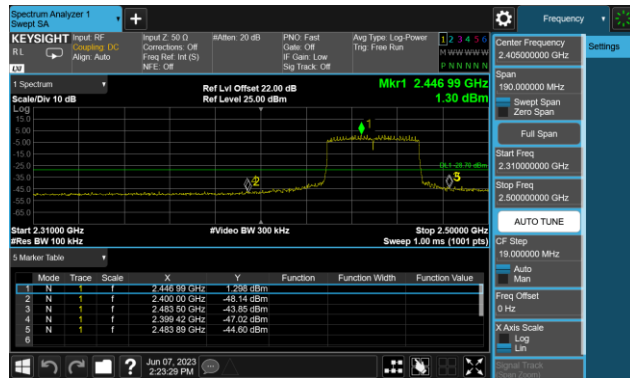 Spectrum Analyzer 1
Swept SA
+
Frequency
KEYSIGHT
RL
LXI
Input: RF
Coupling: DC
Align: Auto
Input Z: 50 Ω
Corrections: Off
Freq Ref: Int (S)
NFE: Off
#Atten: 20 dB
PNO: Fast
Gate: Off
IF Gain: Low
Sig Track: Off
Avg Type: Log-Power
Trig: Free Run
1 2 3 4 5 6
M W W W W W
P N N N N N
1 Spectrum
Scale/Div 10 dB
Ref Lvl Offset 22.00 dB
Ref Level 25.00 dBm
Mkr1 2.446 99 GHz
1.30 dBm
Log
15.0
5.00
-5.00
-15.0
-25.0
-35.0
-45.0
-55.0
-65.0
1
DL1 -28.70 dBm
2
Start 2.31000 GHz
#Res BW 100 kHz
#Video BW 300 kHz
Stop 2.50000 GHz
Sweep 1.00 ms (1001 pts)
5 Marker Table
Mode Trace Scale X Y Function Function Width Function Value
1 N 1 f 2.446 99 GHz 1.298 dBm
2 N 1 f 2.400 00 GHz -48.14 dBm
3 N 1 f 2.483 50 GHz -43.85 dBm
4 N 1 f 2.399 42 GHz -47.02 dBm
5 N 1 f 2.483 89 GHz -44.60 dBm
6
Jun 07, 2023
2:23:29 PM
?
Center Frequency
2.405000000 GHz
Settings
Span
190.000000 MHz
Swept Span
Zero Span
Full Span
Start Freq
2.310000000 GHz
Stop Freq
2.500000000 GHz
AUTO TUNE
CF Step
19.000000 MHz
Auto
Man
Freq Offset
0 Hz
X Axis Scale
Log
Lin
Signal Track
(Span Zoom)